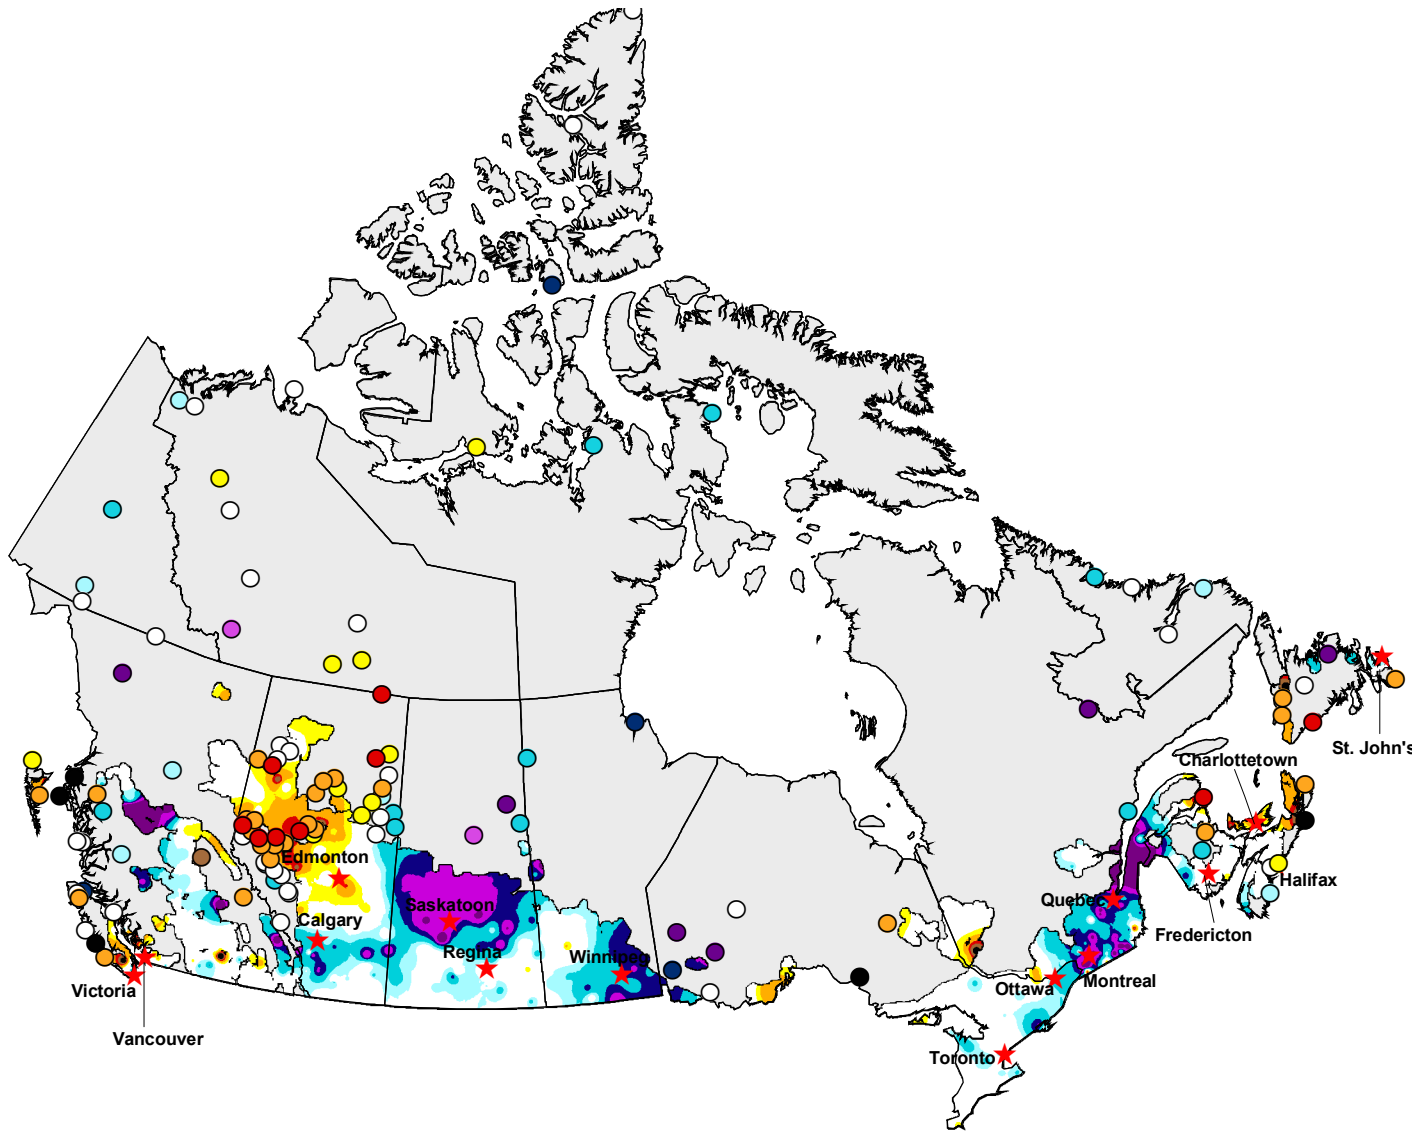 St. John's
Charlottetown
Edmonton
Halifax
Saskatoon
Quebec
Calgary
Fredericton
Regina
Winnipeg
Montreal
Ottawa
Victoria
Vancouver
Toronto